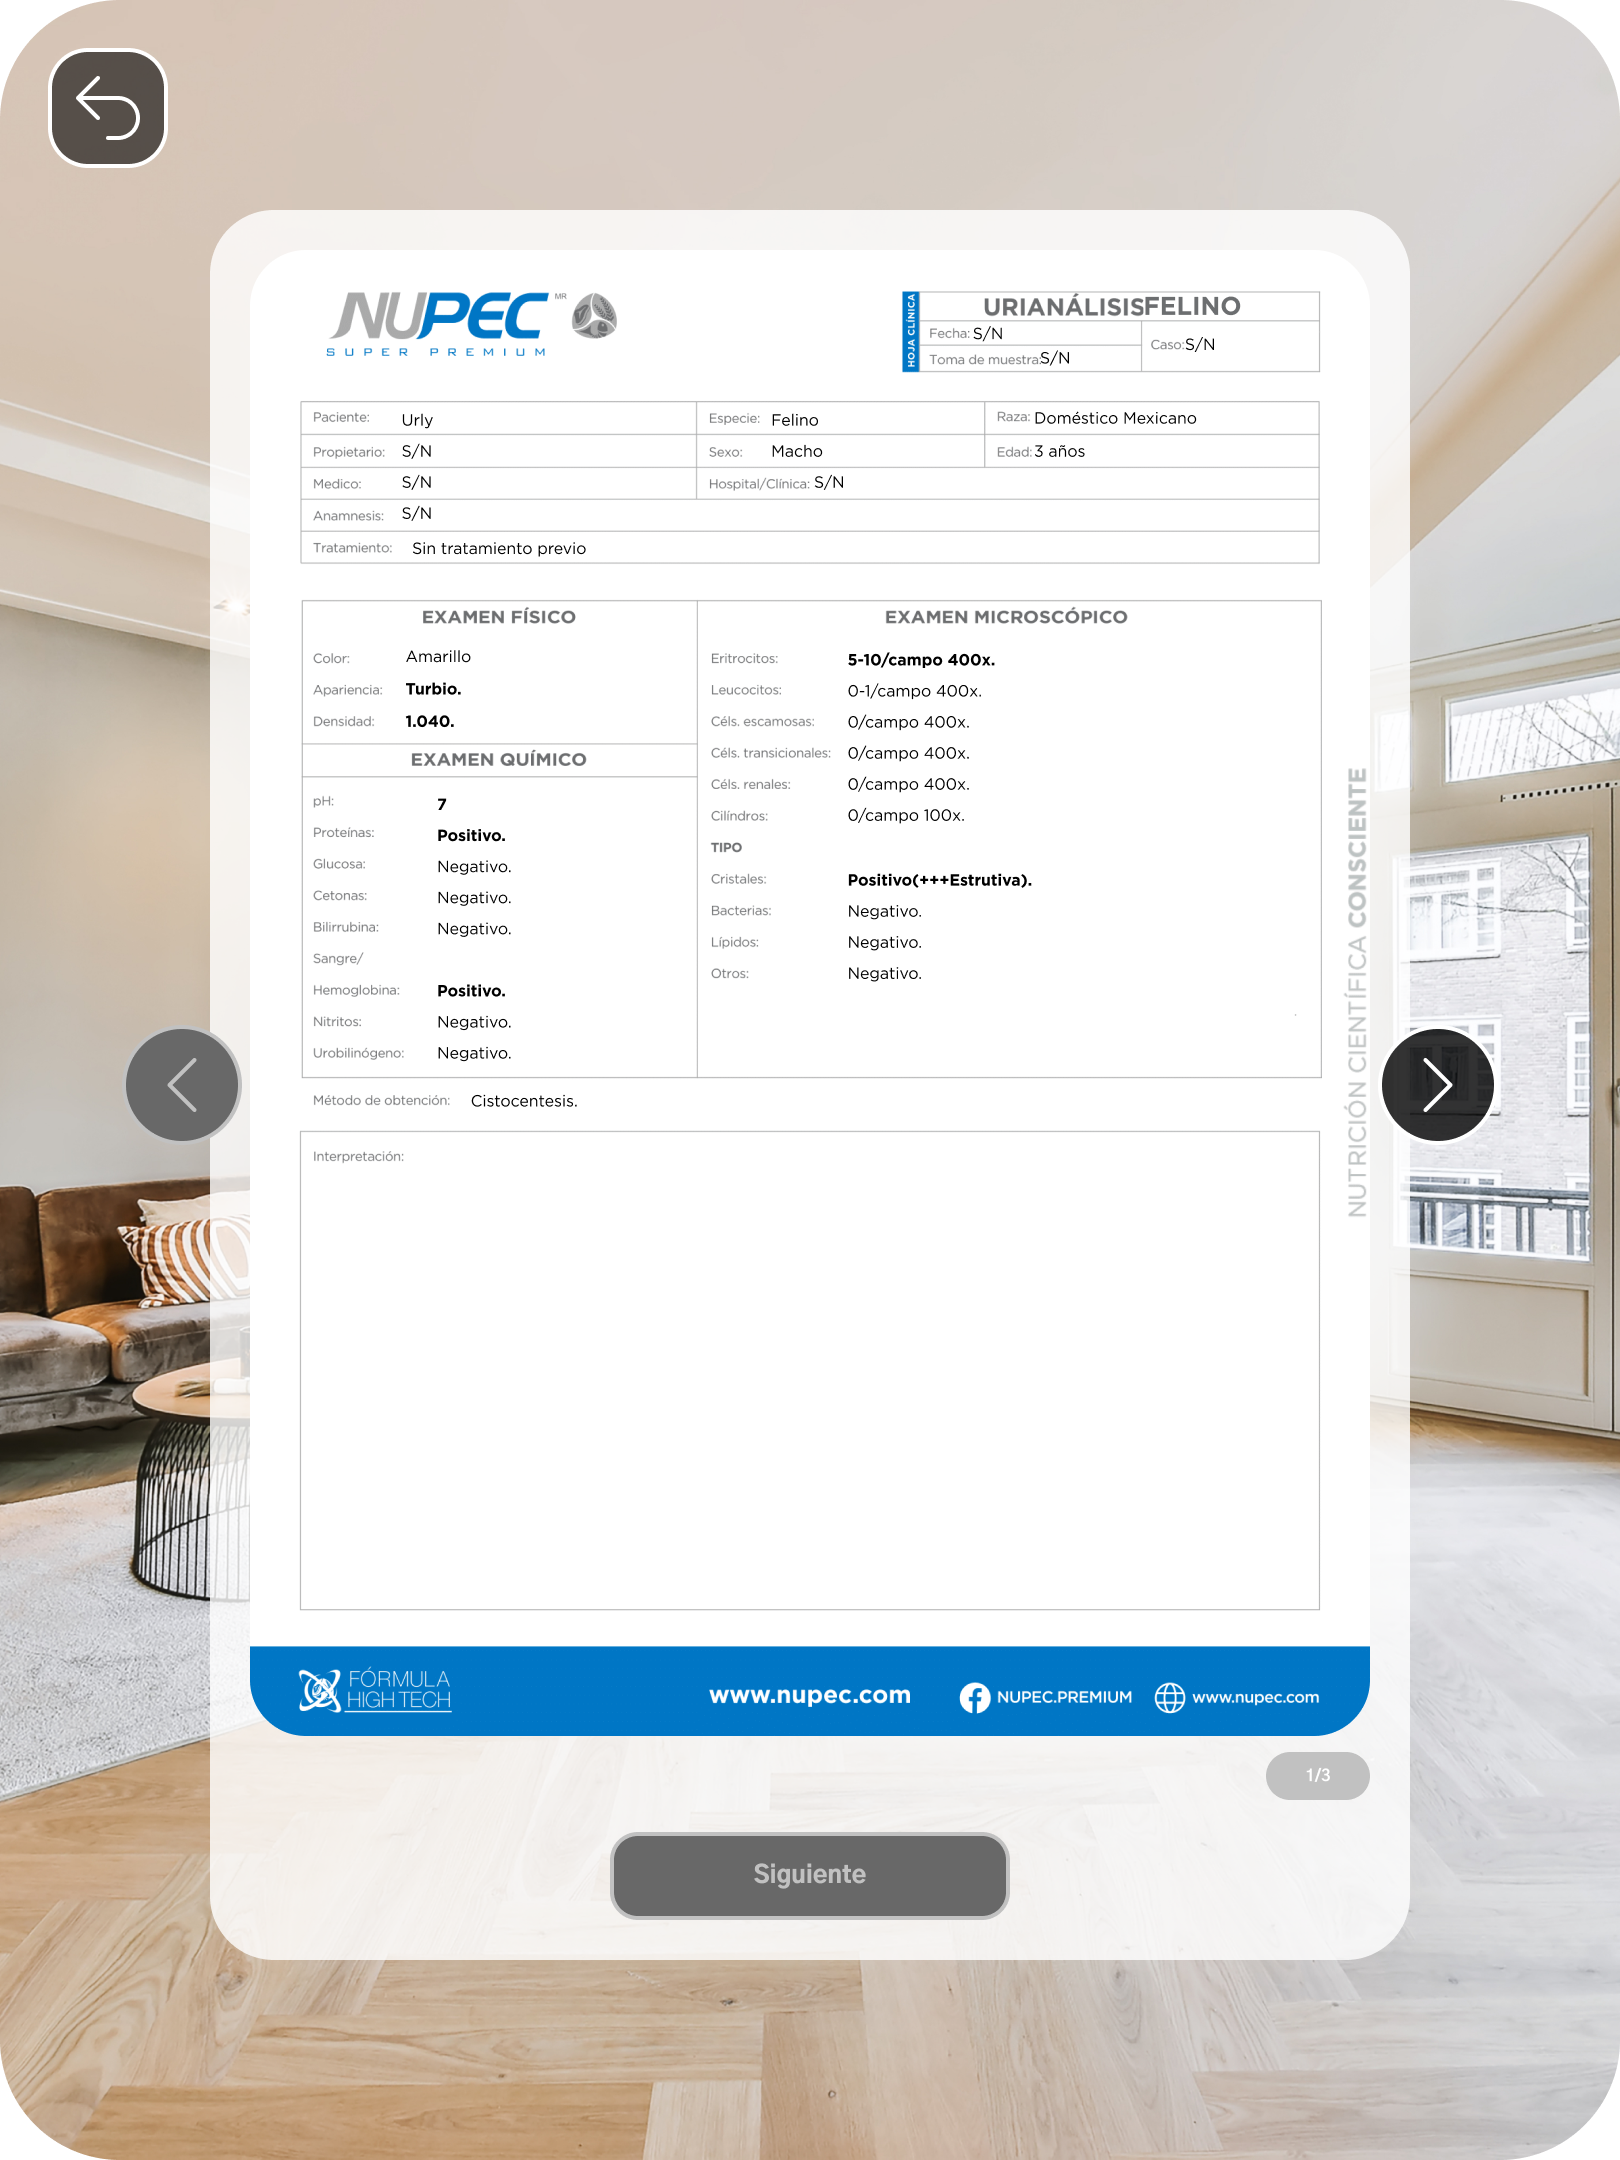 NUPEC MR
SUPER PREMIUM
HOJA CLÍNICA
URIANÁLISISFELINO
Fecha: S/N
Toma de muestra: S/N
Caso: S/N
Paciente: Urly
Especie: Felino
Raza: Doméstico Mexicano
Propietario: S/N
Sexo: Macho
Edad: 3 años
Medico: S/N
Hospital/Clínica: S/N
Anamnesis: S/N
Tratamiento: Sin tratamiento previo
EXAMEN FÍSICO
Color: Amarillo
Apariencia: Turbio.
Densidad: 1.040.
EXAMEN QUÍMICO
pH: 7
Proteínas: Positivo.
Glucosa: Negativo.
Cetonas: Negativo.
Bilirrubina: Negativo.
Sangre/
Hemoglobina: Positivo.
Nitritos: Negativo.
Urobilinógeno: Negativo.
EXAMEN MICROSCÓPICO
Eritrocitos: 5-10/campo 400x.
Leucocitos: 0-1/campo 400x.
Céls. escamosas: 0/campo 400x.
Céls. transicionales: 0/campo 400x.
Céls. renales: 0/campo 400x.
Cilíndros: 0/campo 100x.
TIPO
Cristales: Positivo(+++Estrutiva).
Bacterias: Negativo.
Lípidos: Negativo.
Otros: Negativo.
Método de obtención: Cistocentesis.
Interpretación:
NUTRICIÓN CIENTÍFICA CONSCIENTE
FÓRMULA
HIGH TECH
www.nupec.com
NUPEC.PREMIUM
www.nupec.com
1/3
Siguiente